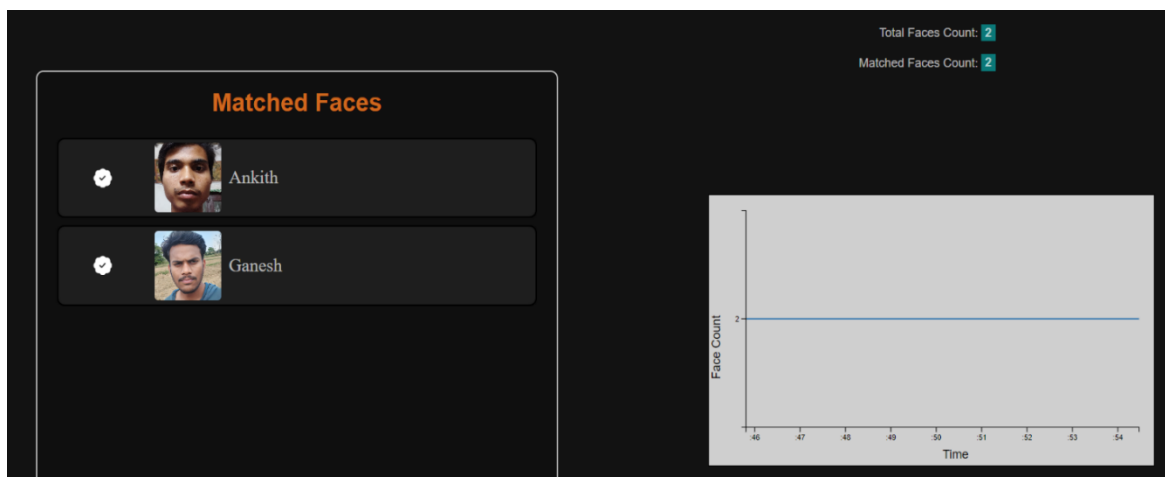 Total Faces Count: 2
Matched Faces Count: 2
Matched Faces
Ankith
Ganesh
Face Count
2
:46 :47 :48 :49 :50 :51 :52 :53 :54
Time